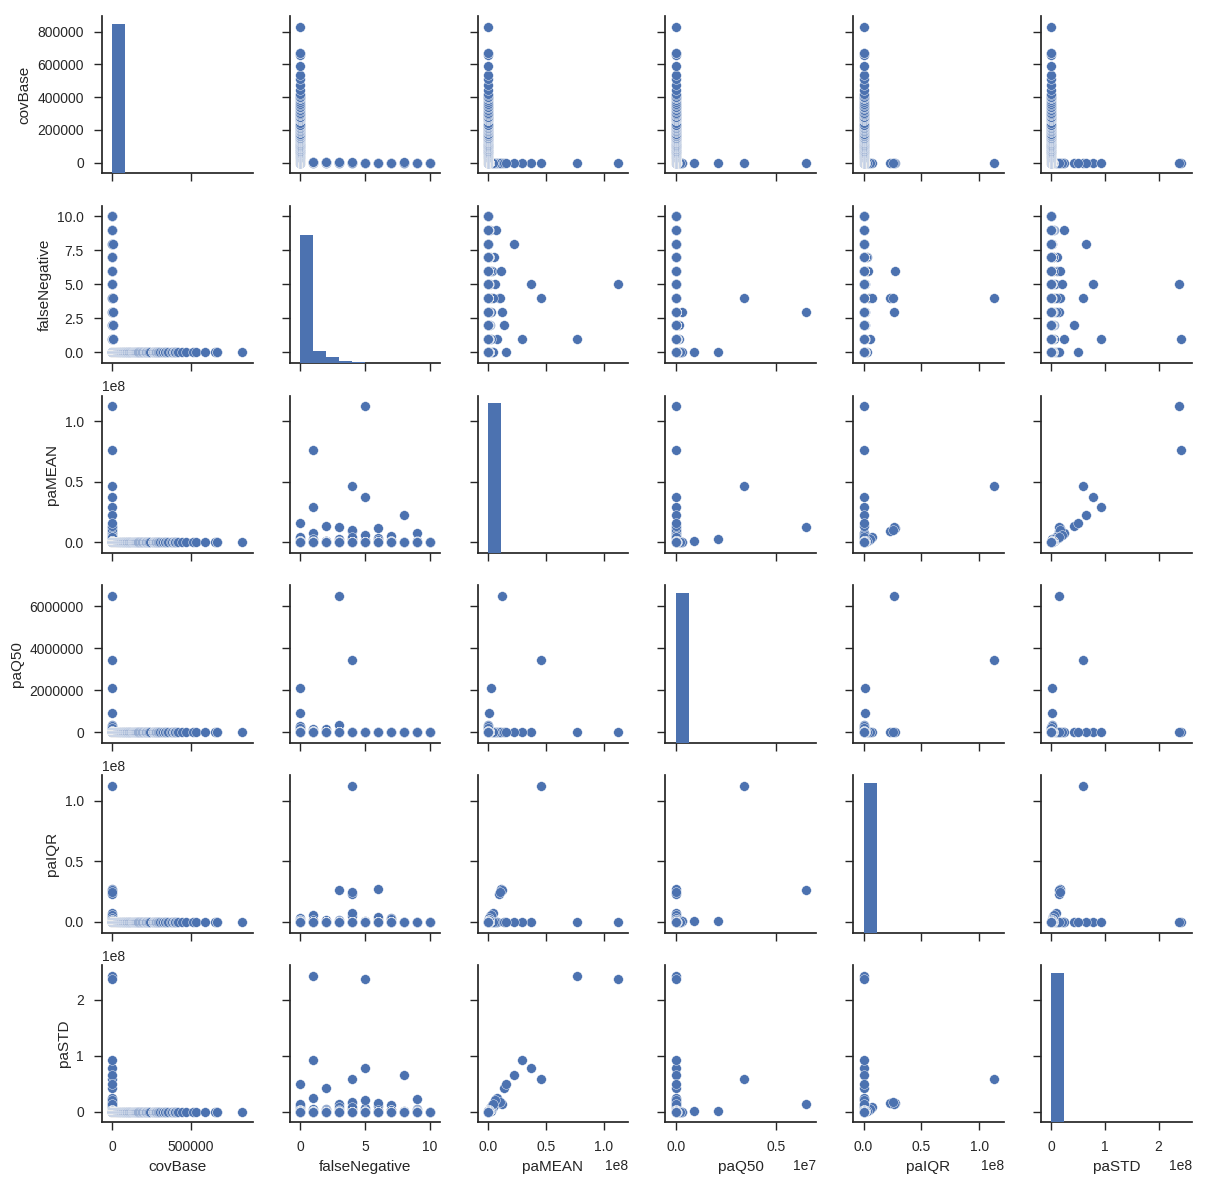 covBase
800000
600000
400000
200000
0
falseNegative
10.0
7.5
5.0
2.5
0.0
1e8
paMEAN
1.0
0.5
0.0
paQ50
6000000
4000000
2000000
0
1e8
paIQR
1.0
0.5
0.0
1e8
paSTD
2
1
0
0 500000 0 5 10 0.0 0.5 1.0 0.0 0.5 0.0 0.5 1.0 0 1 2
covBase falseNegative paMEAN 1e8 paQ50 1e7 paIQR 1e8 paSTD 1e8